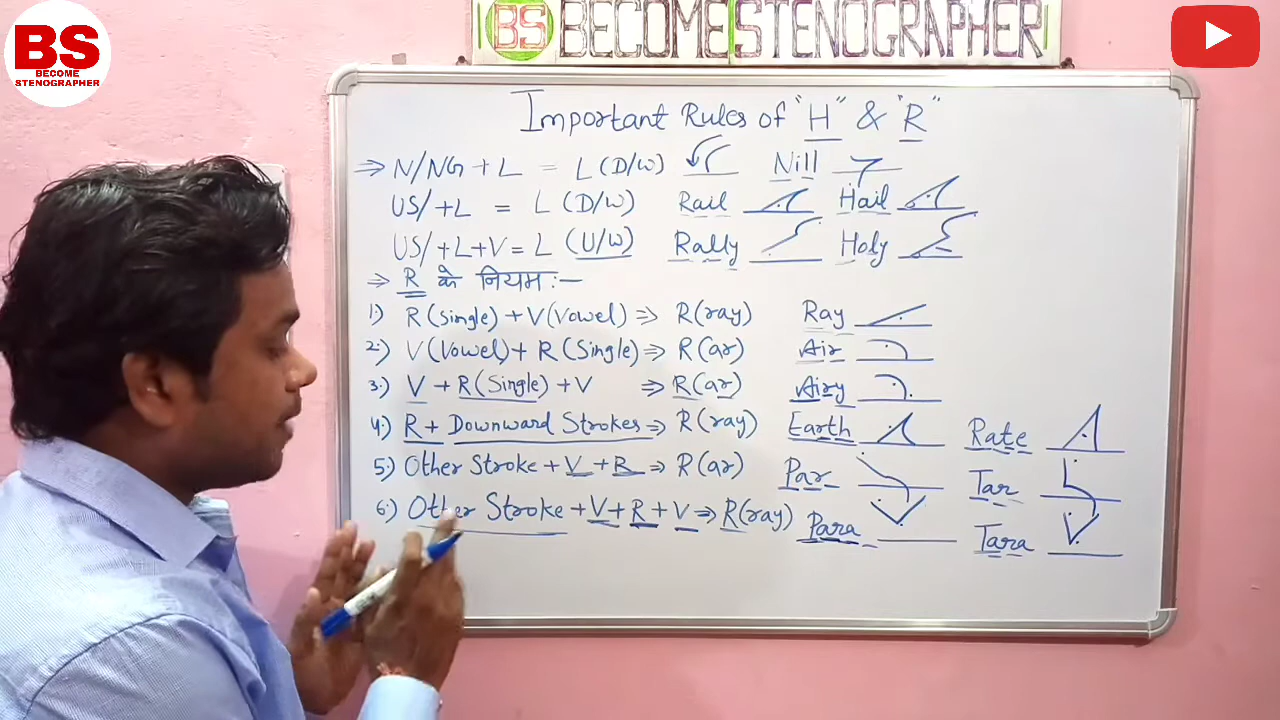 BS
BECOME
STENOGRAPHER
BS BECOME STENOGRAPHER
Important Rules of "H" & "R"
⇒ N/NG + L = L (D/W) Nill
US/ + L = L (D/W) Rail Hail
US/ + L + V = L (U/W) Rally Holy
⇒ R के नियम :-
1.) R (Single) + V (Vowel) ⇒ R (ray) Ray
2.) V (Vowel) + R (Single) ⇒ R (ar) Air
3.) V + R (Single) + V ⇒ R (ar) Airy
4.) R + Downward Strokes ⇒ R (ray) Earth Rate
5.) Other Stroke + V + R ⇒ R (ar) Par Tar
6.) Other Stroke + V + R + V ⇒ R (ray) Para Tara